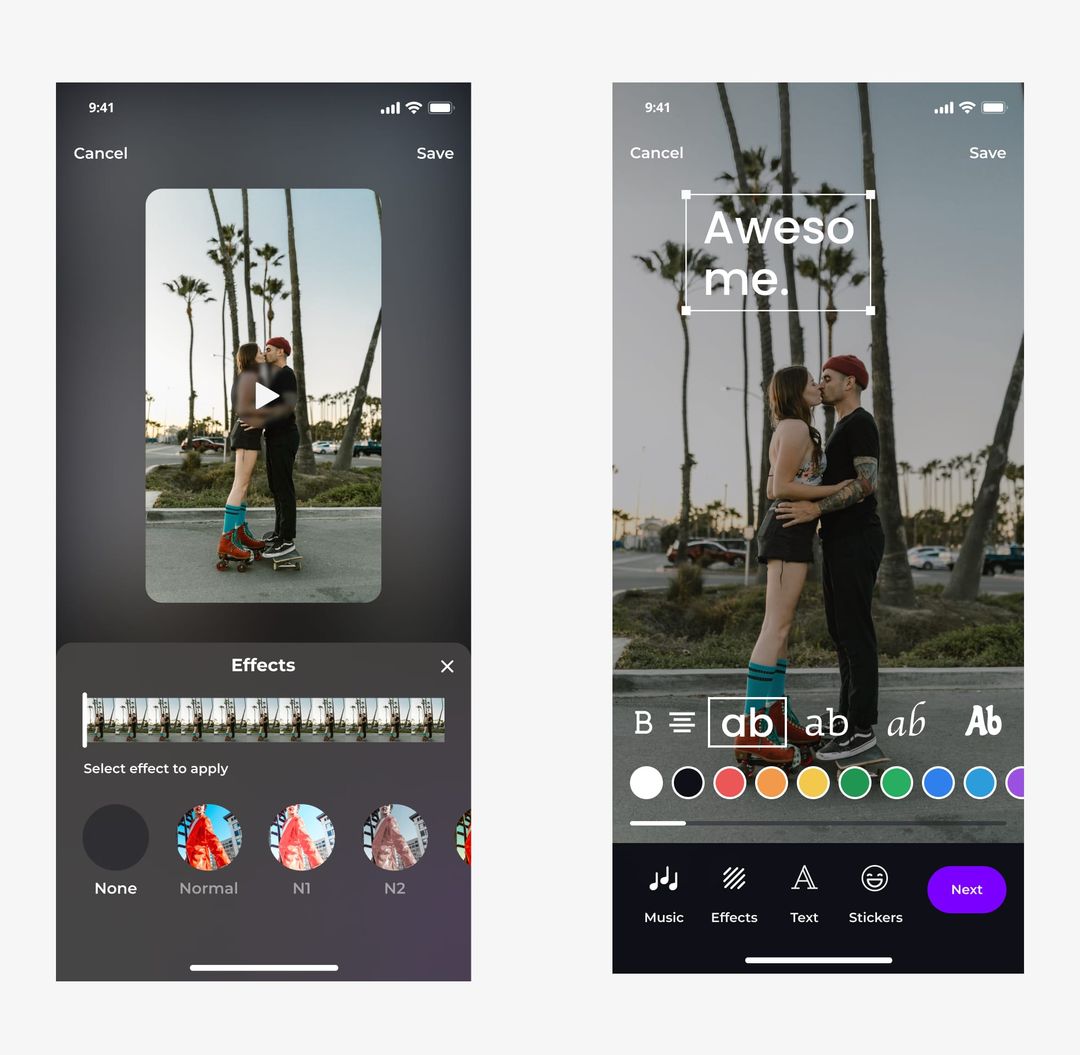 9:41
Cancel Save
Effects
Select effect to apply
None Normal N1 N2
9:41
Cancel Save
Aweso
me.
B ab ab ab Ab
Music Effects Text Stickers Next